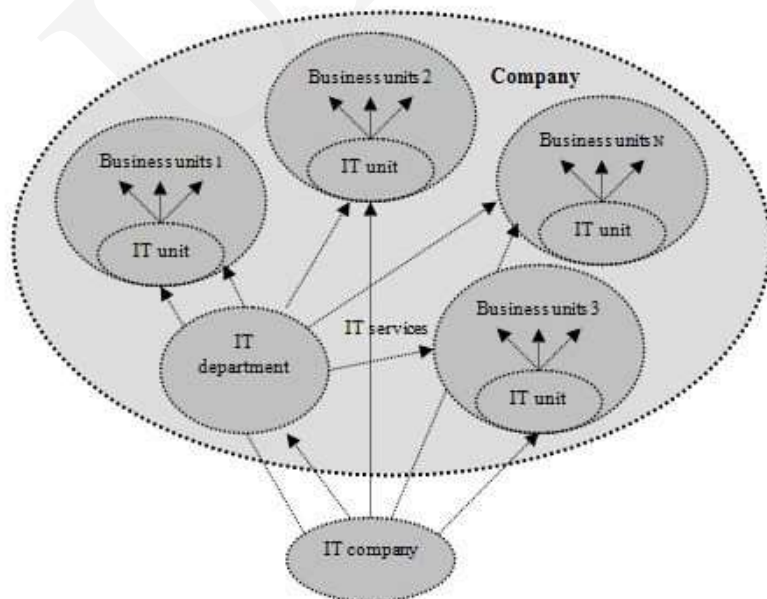 Business units 2
Company
IT unit
Business units 1
Business units N
IT unit
IT unit
IT services
Business units 3
IT
department
IT unit
IT company